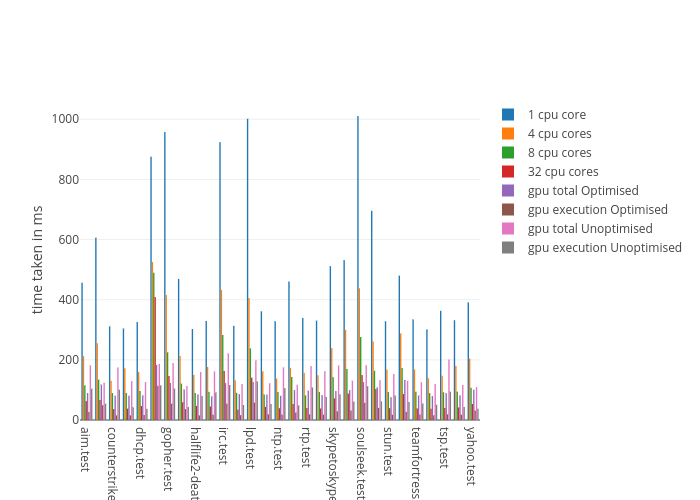 1000
800
600
400
200
0
time taken in ms
aim.test
counterstrike
dhcp.test
gopher.test
halflife2-deat
irc.test
lpd.test
ntp.test
rtp.test
skypetoskype
soulseek.test
stun.test
teamfortress
tsp.test
yahoo.test
1 cpu core
4 cpu cores
8 cpu cores
32 cpu cores
gpu total Optimised
gpu execution Optimised
gpu total Unoptimised
gpu execution Unoptimised